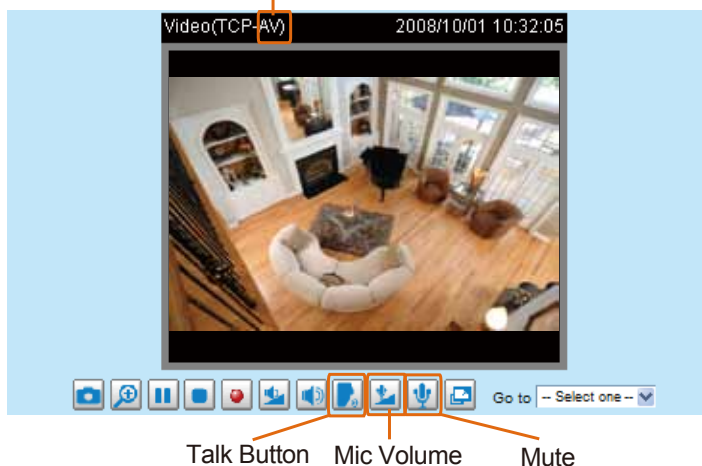 Video(TCP-AV) 2008/10/01 10:32:05
Go to -- Select one --
Talk Button Mic Volume Mute